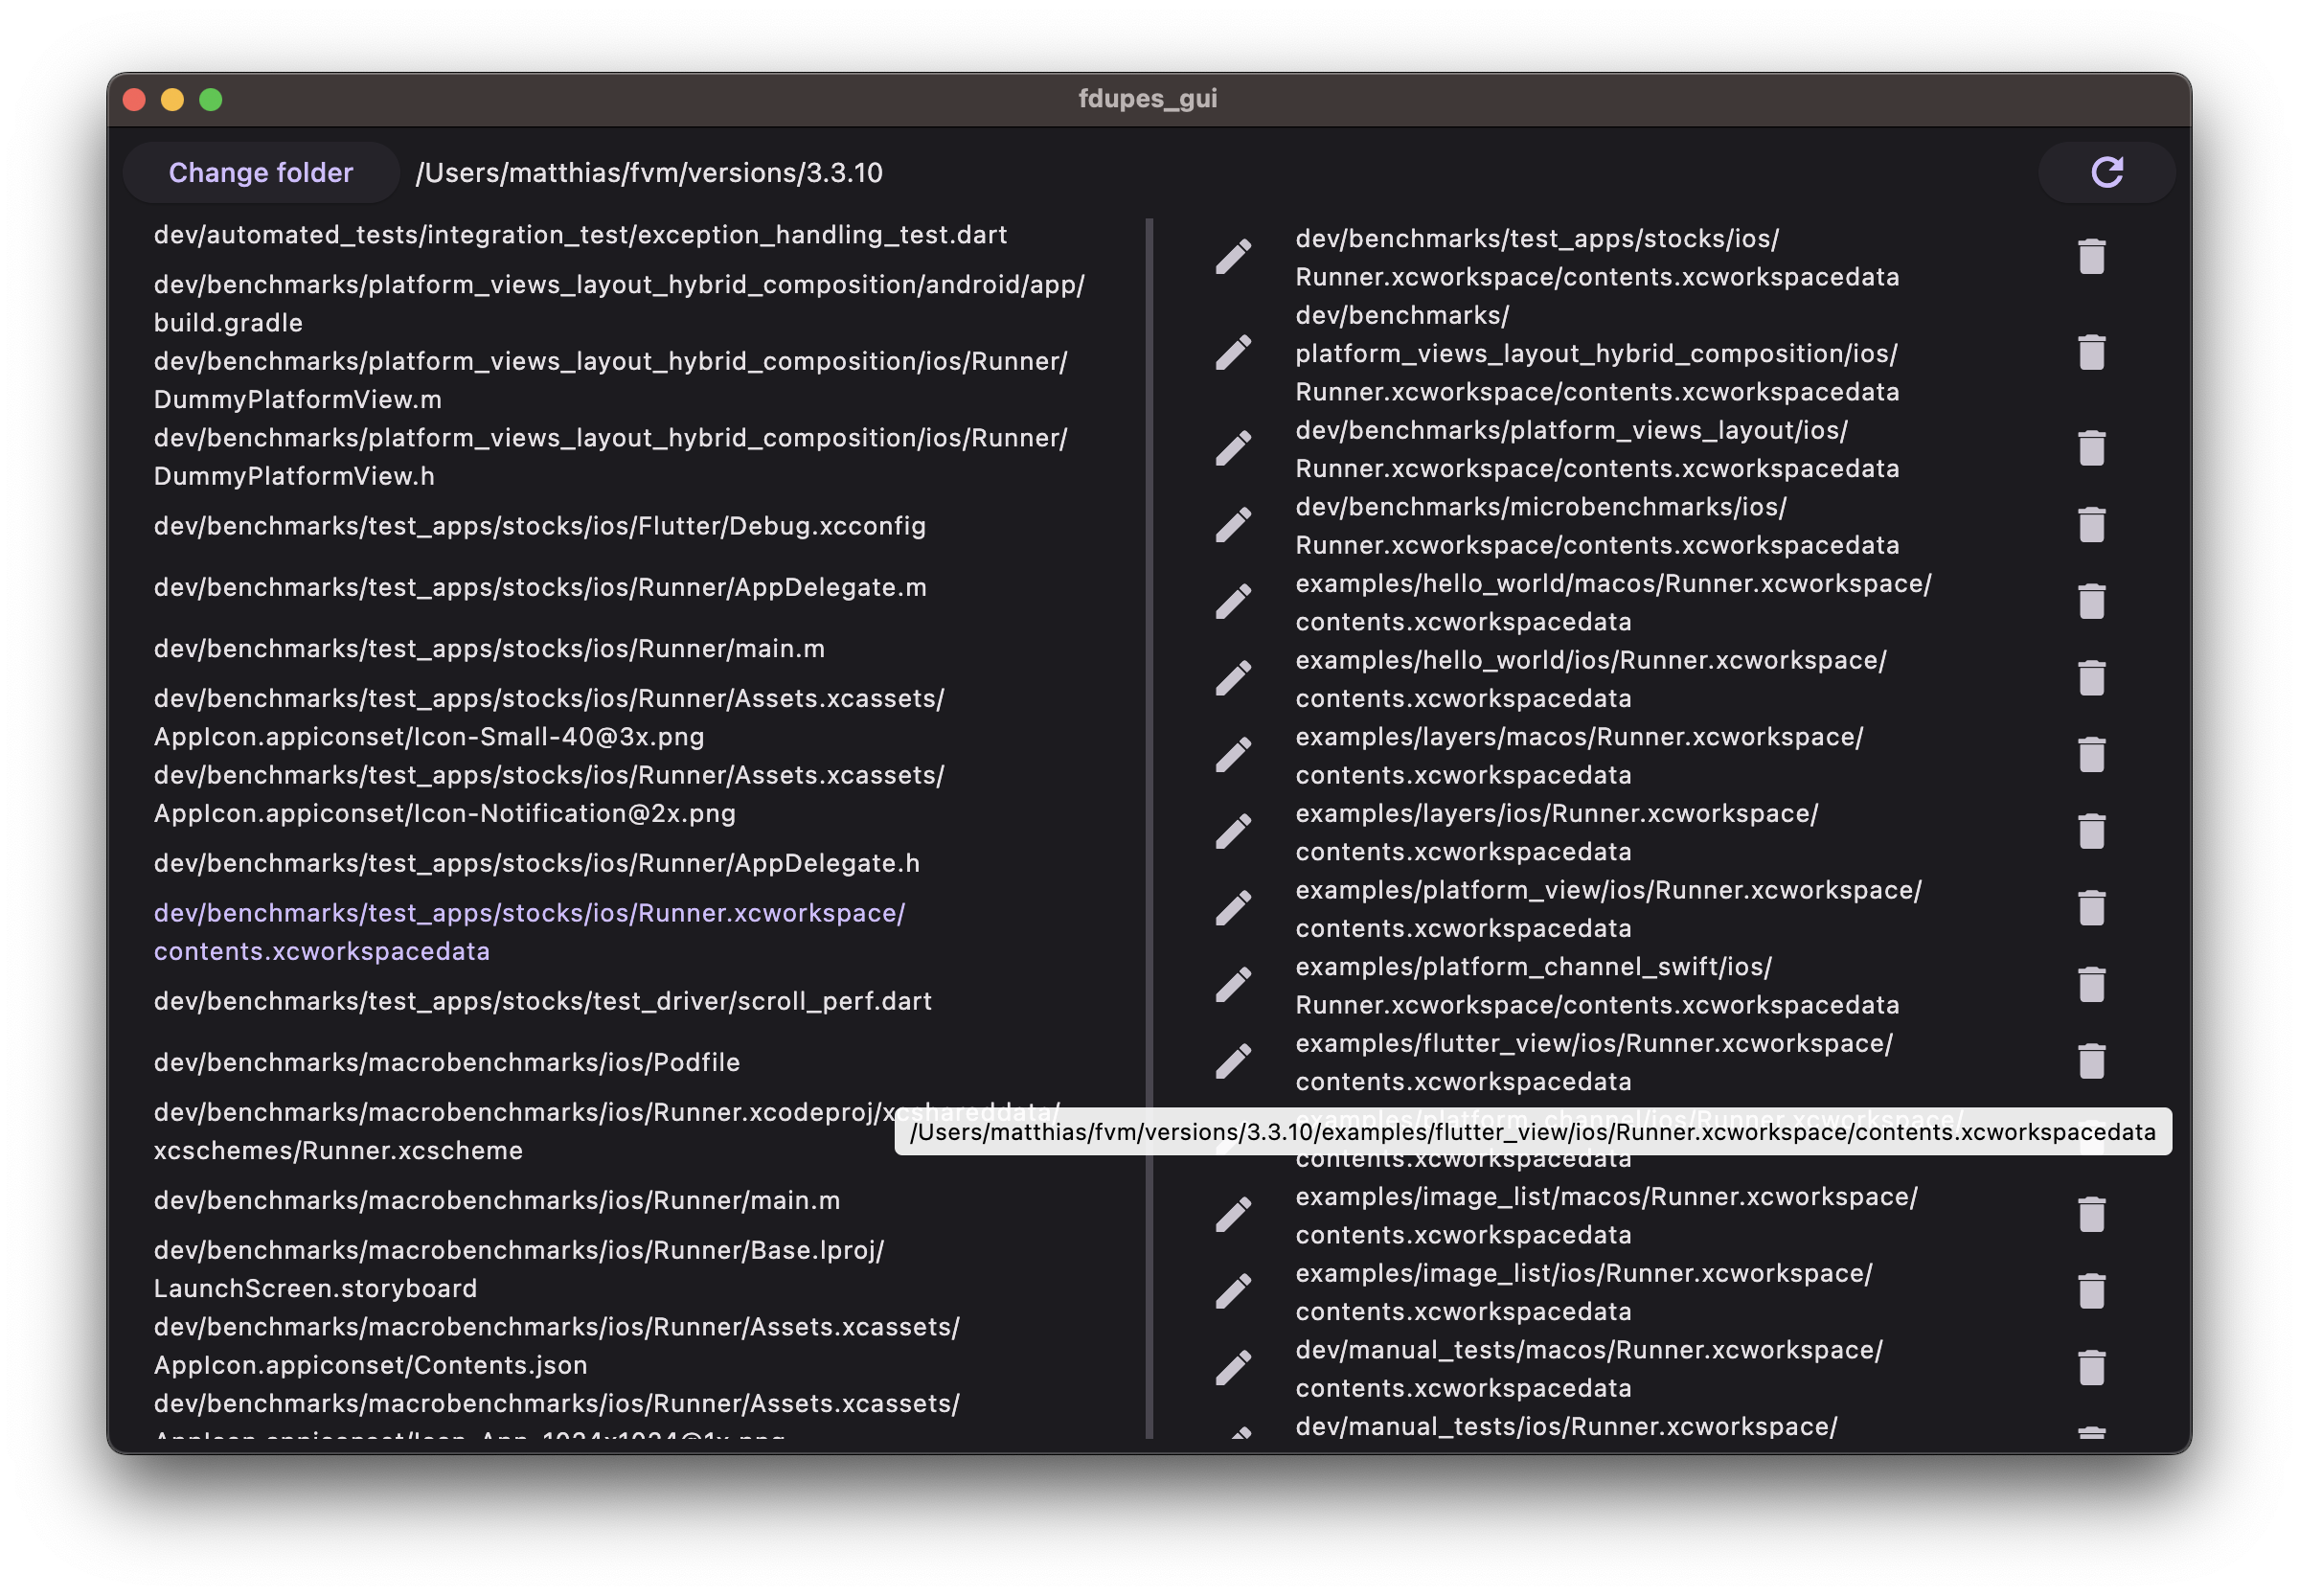 fdupes_gui
Change folder
/Users/matthias/fvm/versions/3.3.10
dev/automated_tests/integration_test/exception_handling_test.dart
dev/benchmarks/platform_views_layout_hybrid_composition/android/app/
build.gradle
dev/benchmarks/platform_views_layout_hybrid_composition/ios/Runner/
DummyPlatformView.m
dev/benchmarks/platform_views_layout_hybrid_composition/ios/Runner/
DummyPlatformView.h
dev/benchmarks/test_apps/stocks/ios/Flutter/Debug.xcconfig
dev/benchmarks/test_apps/stocks/ios/Runner/AppDelegate.m
dev/benchmarks/test_apps/stocks/ios/Runner/main.m
dev/benchmarks/test_apps/stocks/ios/Runner/Assets.xcassets/
AppIcon.appiconset/Icon-Small-40@3x.png
dev/benchmarks/test_apps/stocks/ios/Runner/Assets.xcassets/
AppIcon.appiconset/Icon-Notification@2x.png
dev/benchmarks/test_apps/stocks/ios/Runner/AppDelegate.h
dev/benchmarks/test_apps/stocks/ios/Runner.xcworkspace/
contents.xcworkspacedata
dev/benchmarks/test_apps/stocks/test_driver/scroll_perf.dart
dev/benchmarks/macrobenchmarks/ios/Podfile
dev/benchmarks/macrobenchmarks/ios/Runner.xcodeproj/xcshareddata/
xcschemes/Runner.xcscheme
dev/benchmarks/macrobenchmarks/ios/Runner/main.m
dev/benchmarks/macrobenchmarks/ios/Runner/Base.lproj/
LaunchScreen.storyboard
dev/benchmarks/macrobenchmarks/ios/Runner/Assets.xcassets/
AppIcon.appiconset/Contents.json
dev/benchmarks/macrobenchmarks/ios/Runner/Assets.xcassets/
AppIcon.appiconset/Icon-App-1024x1024@1x.png
dev/benchmarks/test_apps/stocks/ios/
Runner.xcworkspace/contents.xcworkspacedata
dev/benchmarks/
platform_views_layout_hybrid_composition/ios/
Runner.xcworkspace/contents.xcworkspacedata
dev/benchmarks/platform_views_layout/ios/
Runner.xcworkspace/contents.xcworkspacedata
dev/benchmarks/microbenchmarks/ios/
Runner.xcworkspace/contents.xcworkspacedata
examples/hello_world/macos/Runner.xcworkspace/
contents.xcworkspacedata
examples/hello_world/ios/Runner.xcworkspace/
contents.xcworkspacedata
examples/layers/macos/Runner.xcworkspace/
contents.xcworkspacedata
examples/layers/ios/Runner.xcworkspace/
contents.xcworkspacedata
examples/platform_view/ios/Runner.xcworkspace/
contents.xcworkspacedata
examples/platform_channel_swift/ios/
Runner.xcworkspace/contents.xcworkspacedata
examples/flutter_view/ios/Runner.xcworkspace/
contents.xcworkspacedata
examples/platform_channel/ios/Runner.xcworkspace/
/Users/matthias/fvm/versions/3.3.10/examples/flutter_view/ios/Runner.xcworkspace/contents.xcworkspacedata
contents.xcworkspacedata
examples/image_list/macos/Runner.xcworkspace/
contents.xcworkspacedata
examples/image_list/ios/Runner.xcworkspace/
contents.xcworkspacedata
dev/manual_tests/macos/Runner.xcworkspace/
contents.xcworkspacedata
dev/manual_tests/ios/Runner.xcworkspace/